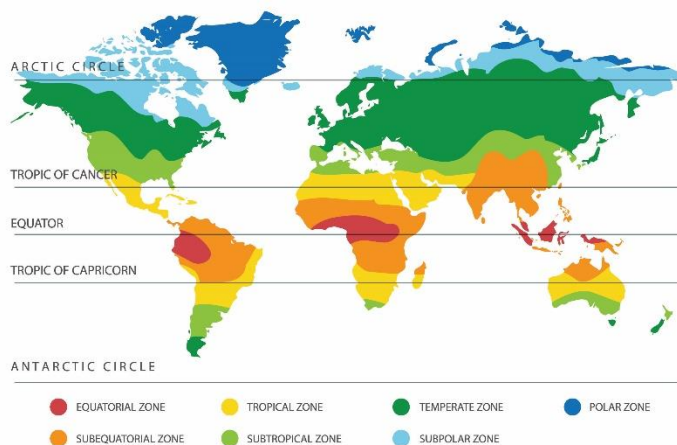 ARCTIC CIRCLE
TROPIC OF CANCER
EQUATOR
TROPIC OF CAPRICORN
ANTARCTIC CIRCLE
EQUATORIAL ZONE
TROPICAL ZONE
TEMPERATE ZONE
POLAR ZONE
SUBEQUATORIAL ZONE
SUBTROPICAL ZONE
SUBPOLAR ZONE